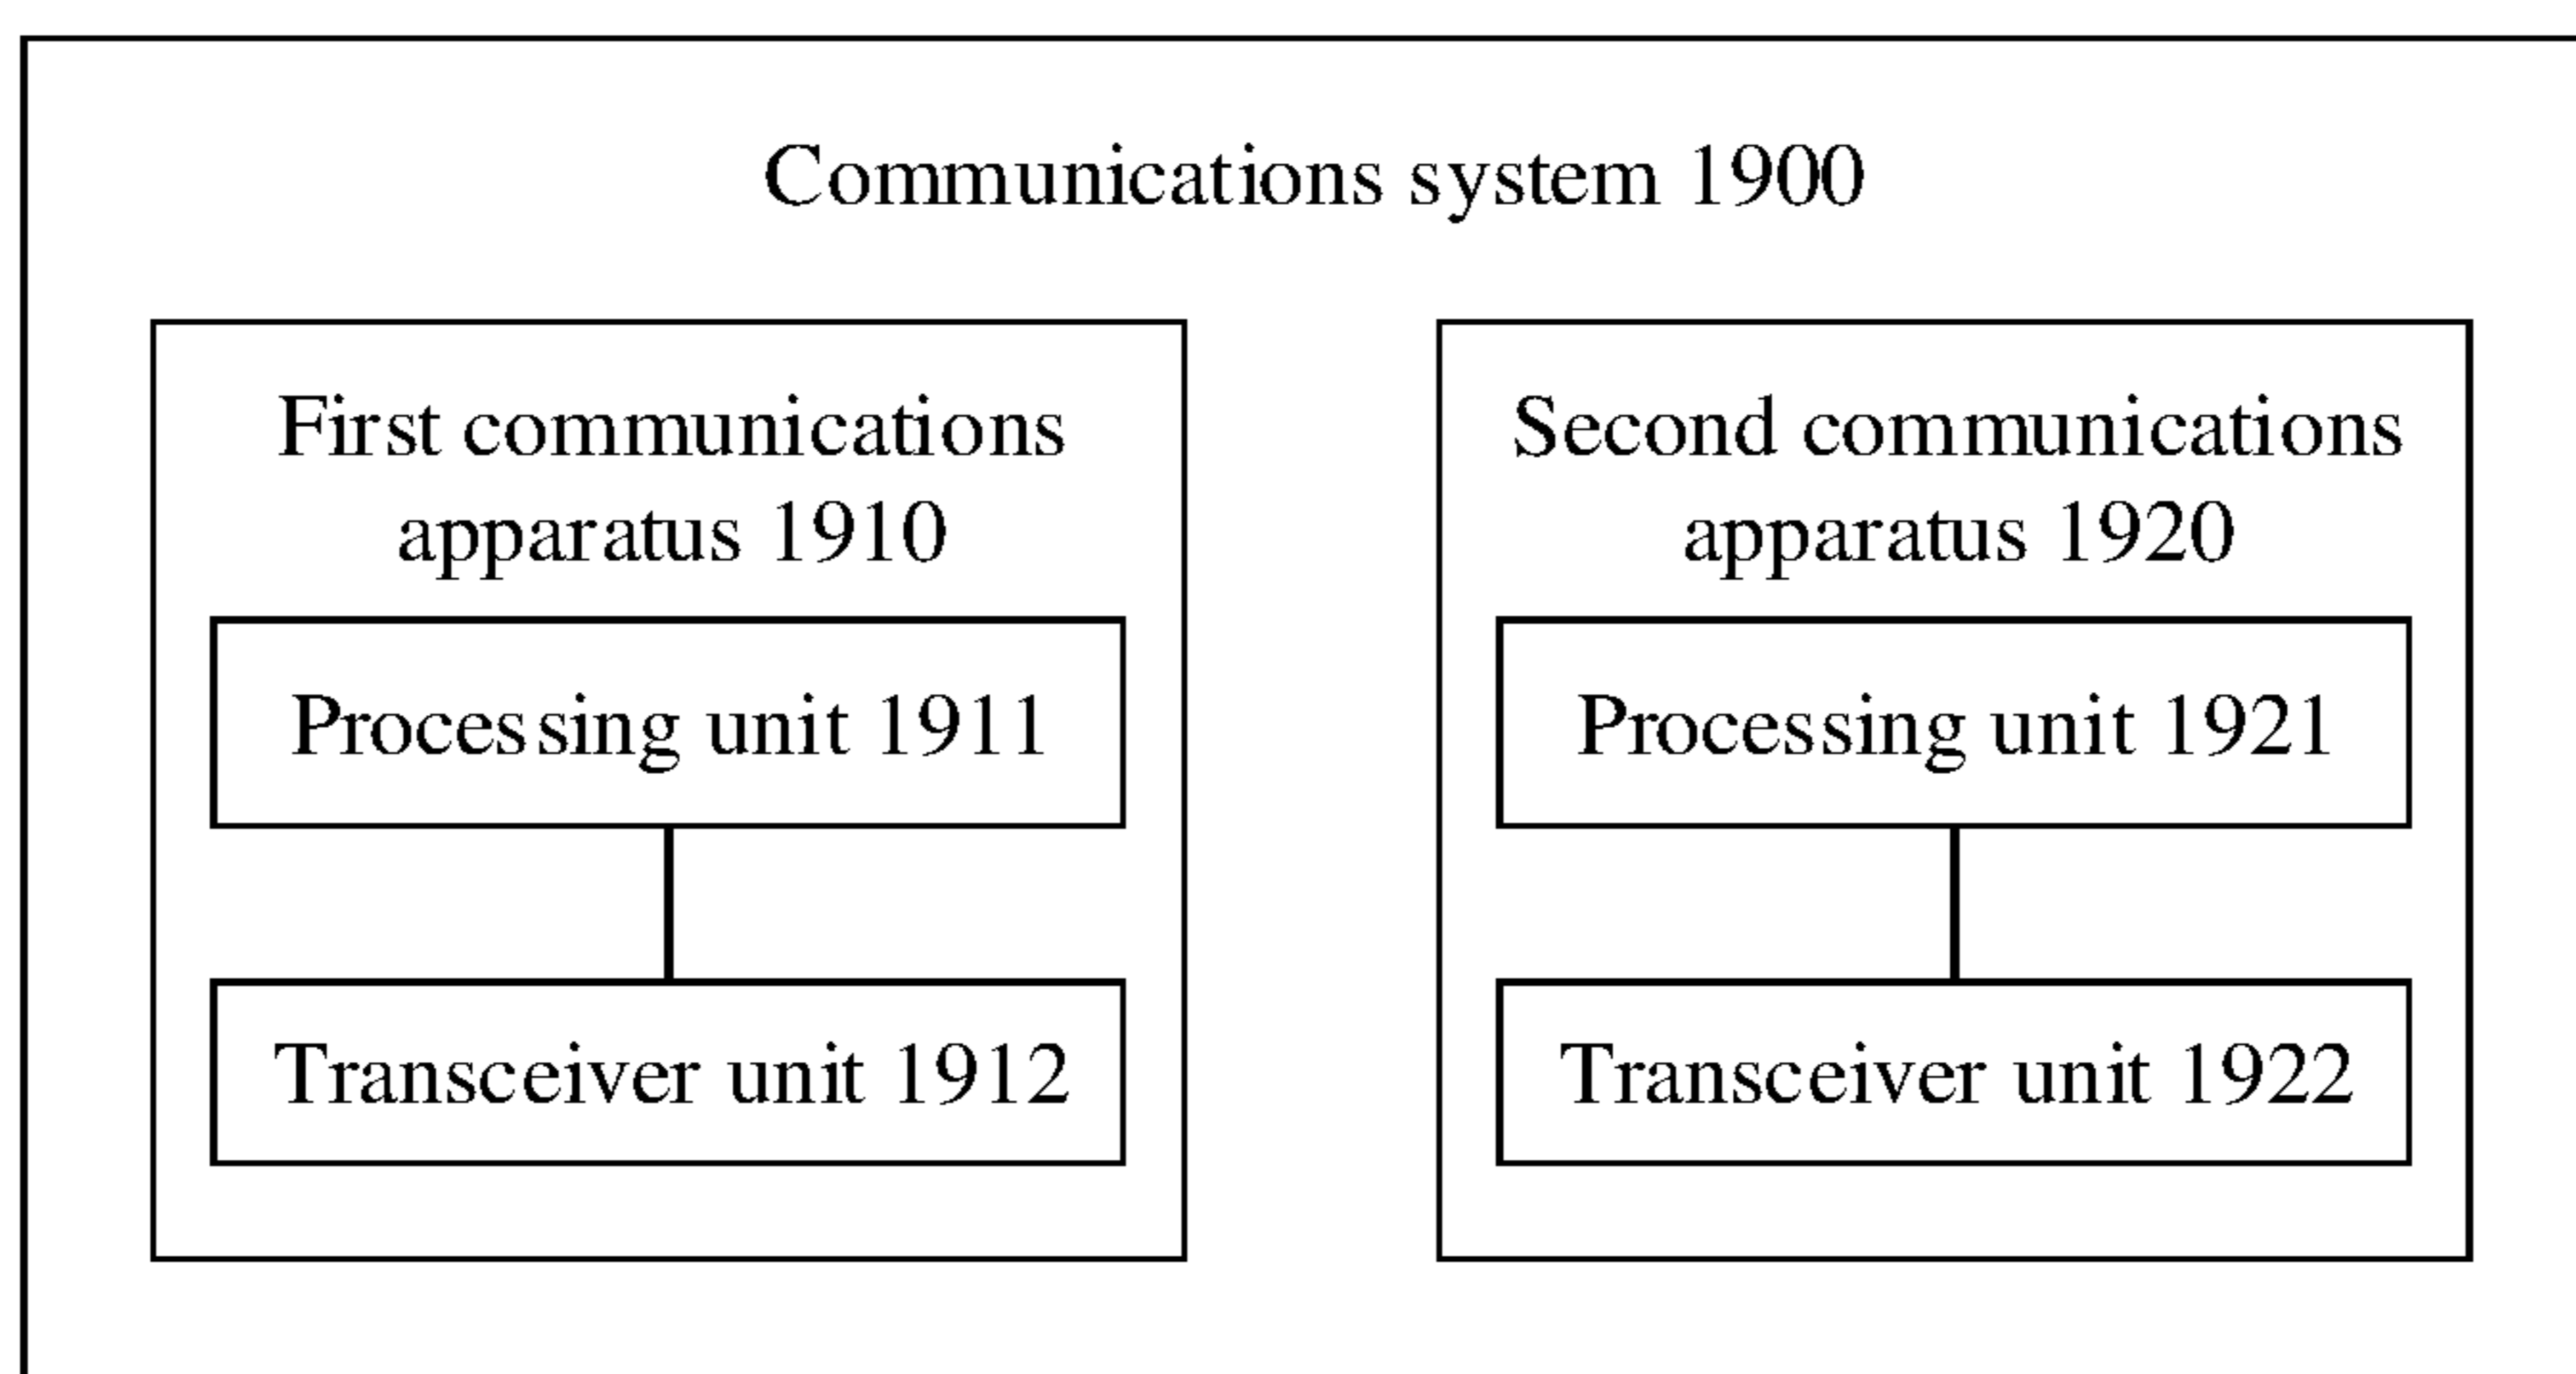 Communications system 1900
First communications
apparatus 1910
Processing unit 1911
Transceiver unit 1912
Second communications
apparatus 1920
Processing unit 1921
Transceiver unit 1922